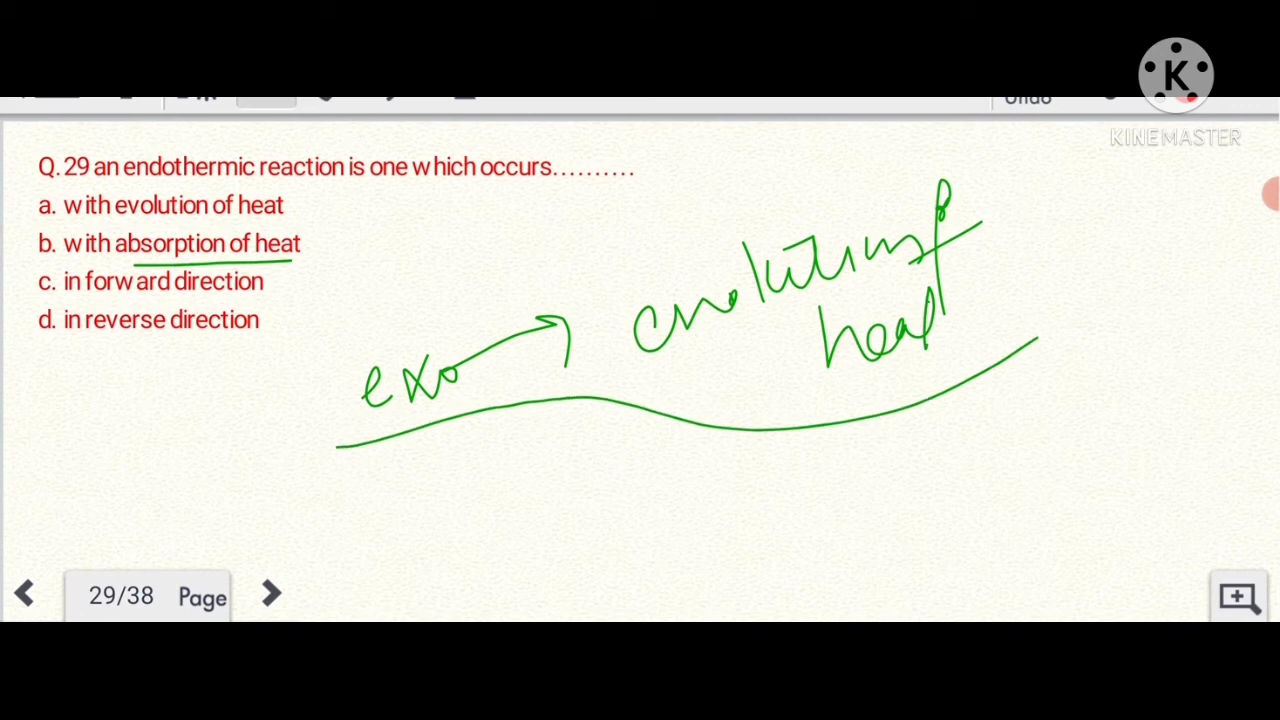 K
KINEMASTER
Undo
Q. 29 an endothermic reaction is one which occurs..........
a. with evolution of heat
b. with absorption of heat
c. in forward direction
d. in reverse direction
exo → evolution of
heat
29/38 Page